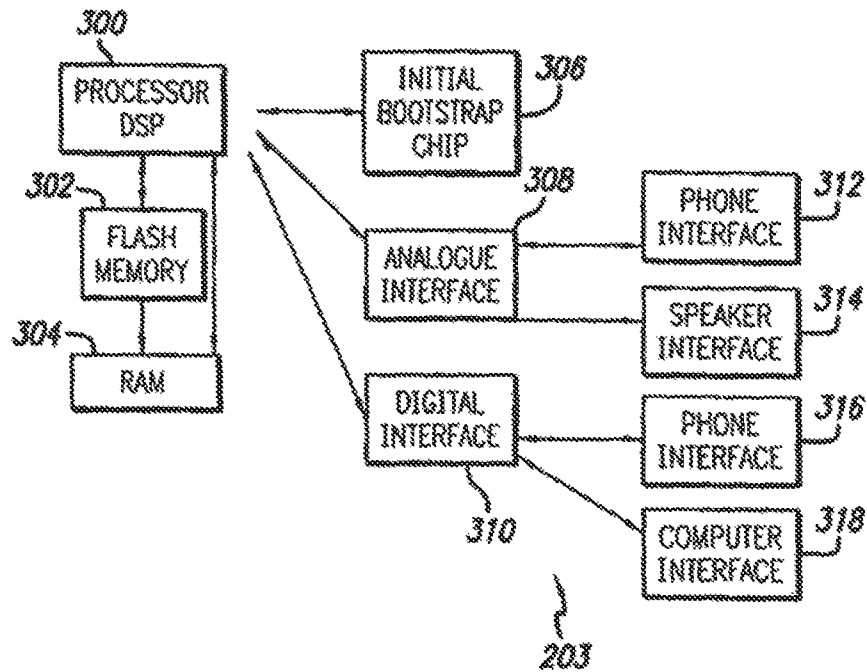 300
PROCESSOR
DSP
302
FLASH
MEMORY
304
RAM
INITIAL
BOOTSTRAP
CHIP
306
308
ANALOGUE
INTERFACE
DIGITAL
INTERFACE
310
PHONE
INTERFACE
312
SPEAKER
INTERFACE
314
PHONE
INTERFACE
316
COMPUTER
INTERFACE
318
203